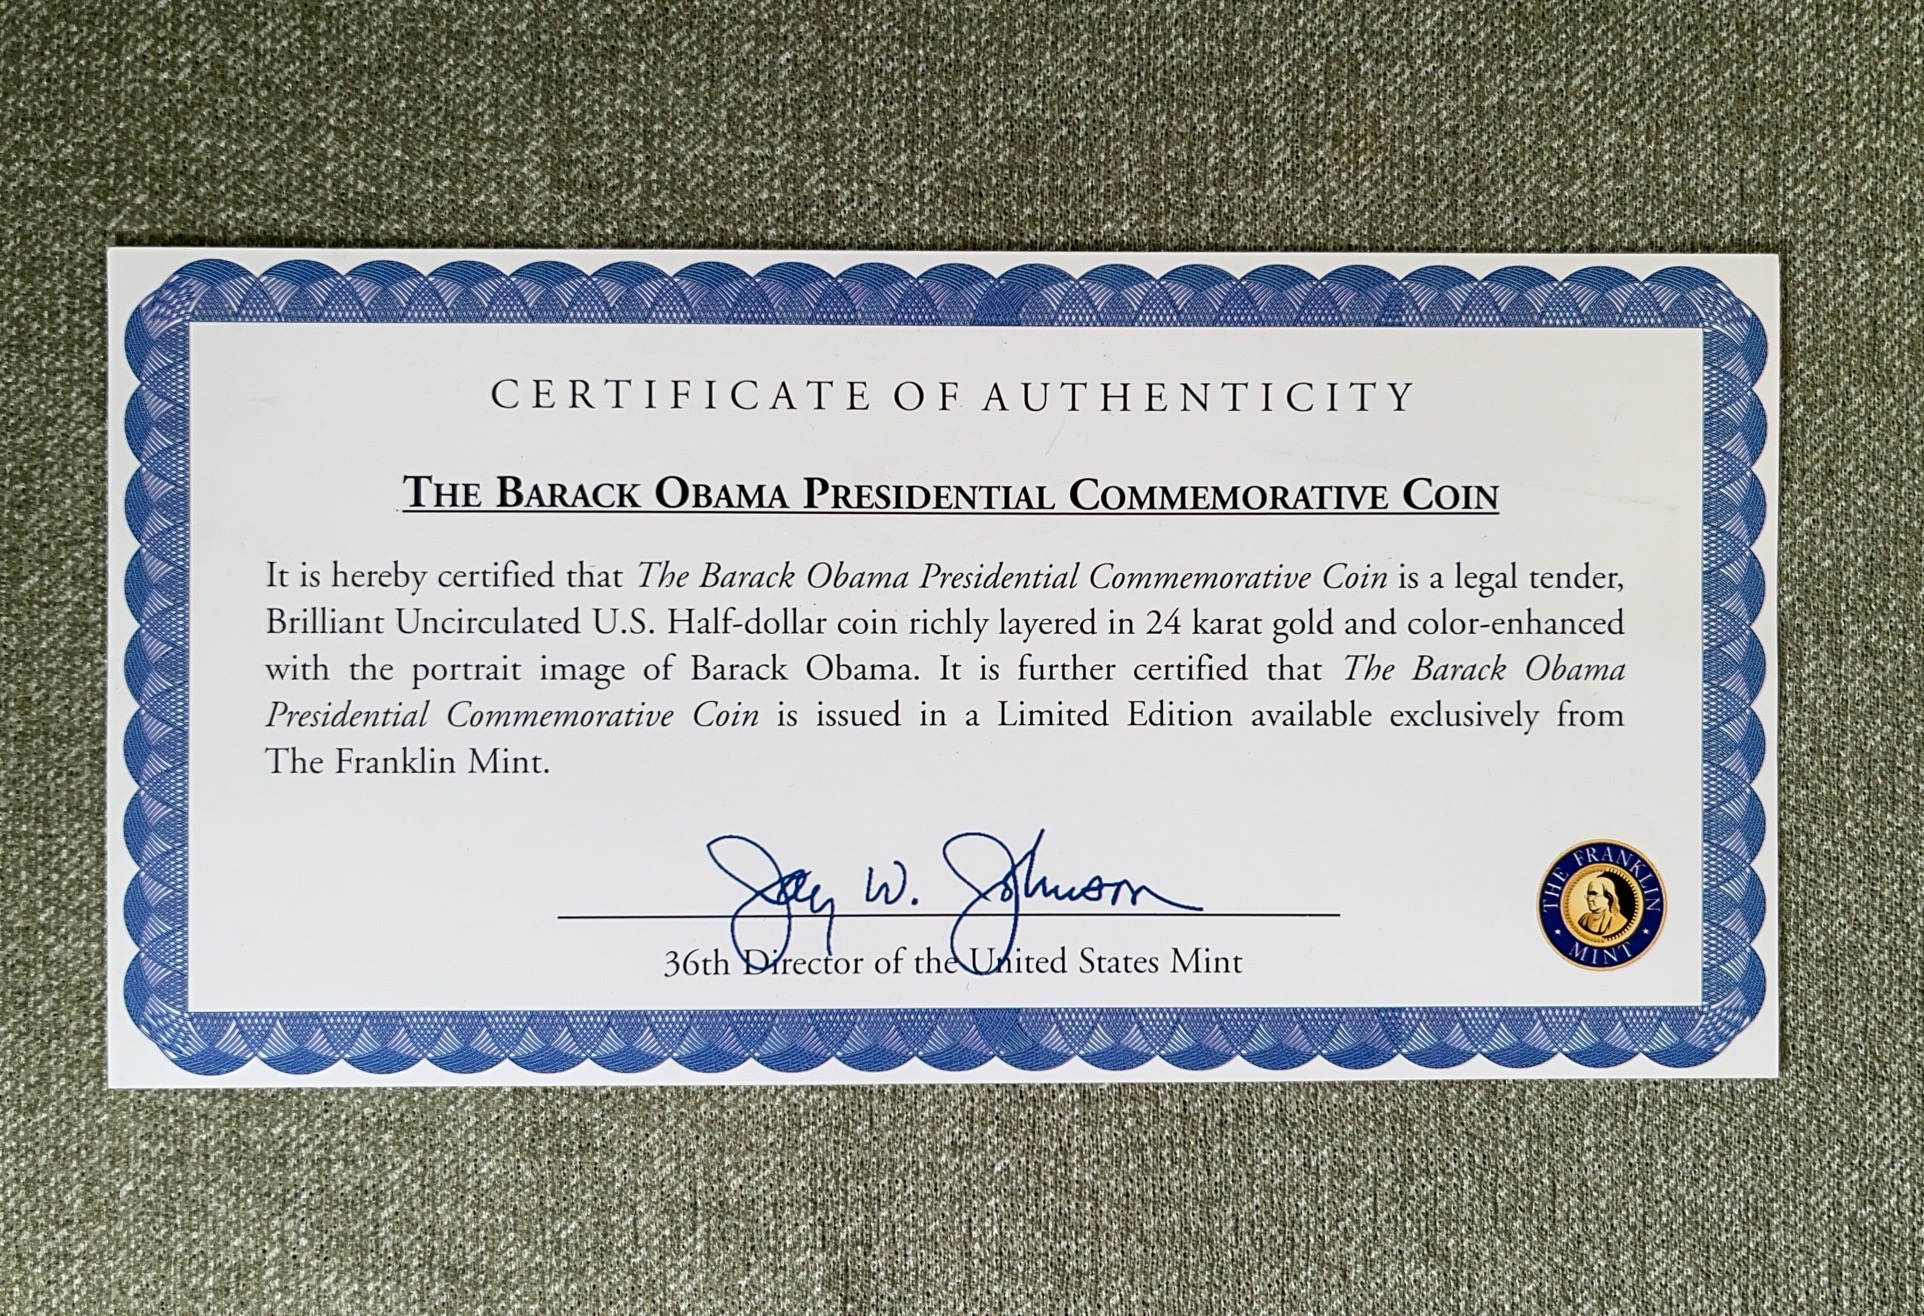 CERTIFICATE OF AUTHENTICITY
THE BARACK OBAMA PRESIDENTIAL COMMEMORATIVE COIN
It is hereby certified that The Barack Obama Presidential Commemorative Coin is a legal tender,
Brilliant Uncirculated U.S. Half-dollar coin richly layered in 24 karat gold and color-enhanced
with the portrait image of Barack Obama. It is further certified that The Barack Obama
Presidential Commemorative Coin is issued in a Limited Edition available exclusively from
The Franklin Mint.
Jay W. Johnson
36th Director of the United States Mint
THE FRANKLIN
MINT